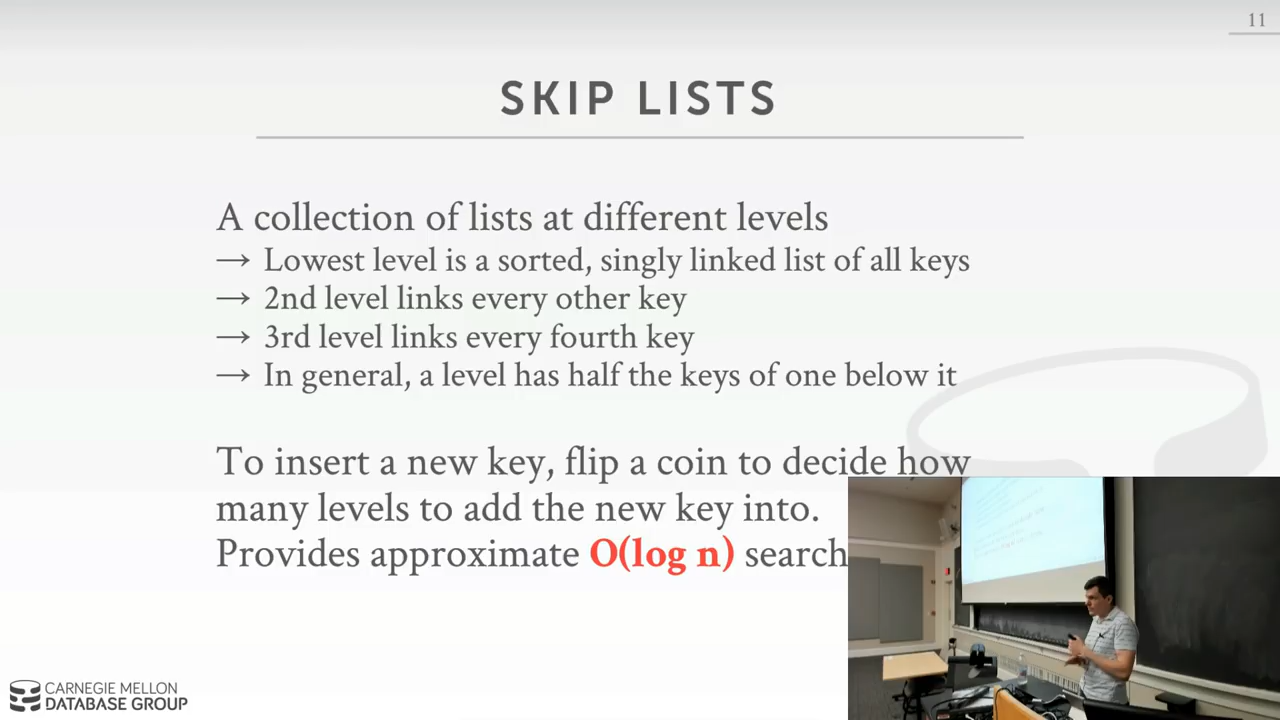 11
SKIP LISTS
A collection of lists at different levels
→ Lowest level is a sorted, singly linked list of all keys
→ 2nd level links every other key
→ 3rd level links every fourth key
→ In general, a level has half the keys of one below it
To insert a new key, flip a coin to decide how
many levels to add the new key into.
Provides approximate O(log n) search
CARNEGIE MELLON
DATABASE GROUP